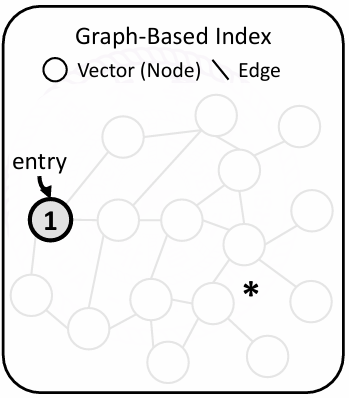 Graph-Based Index
Vector (Node) Edge
entry
1
*